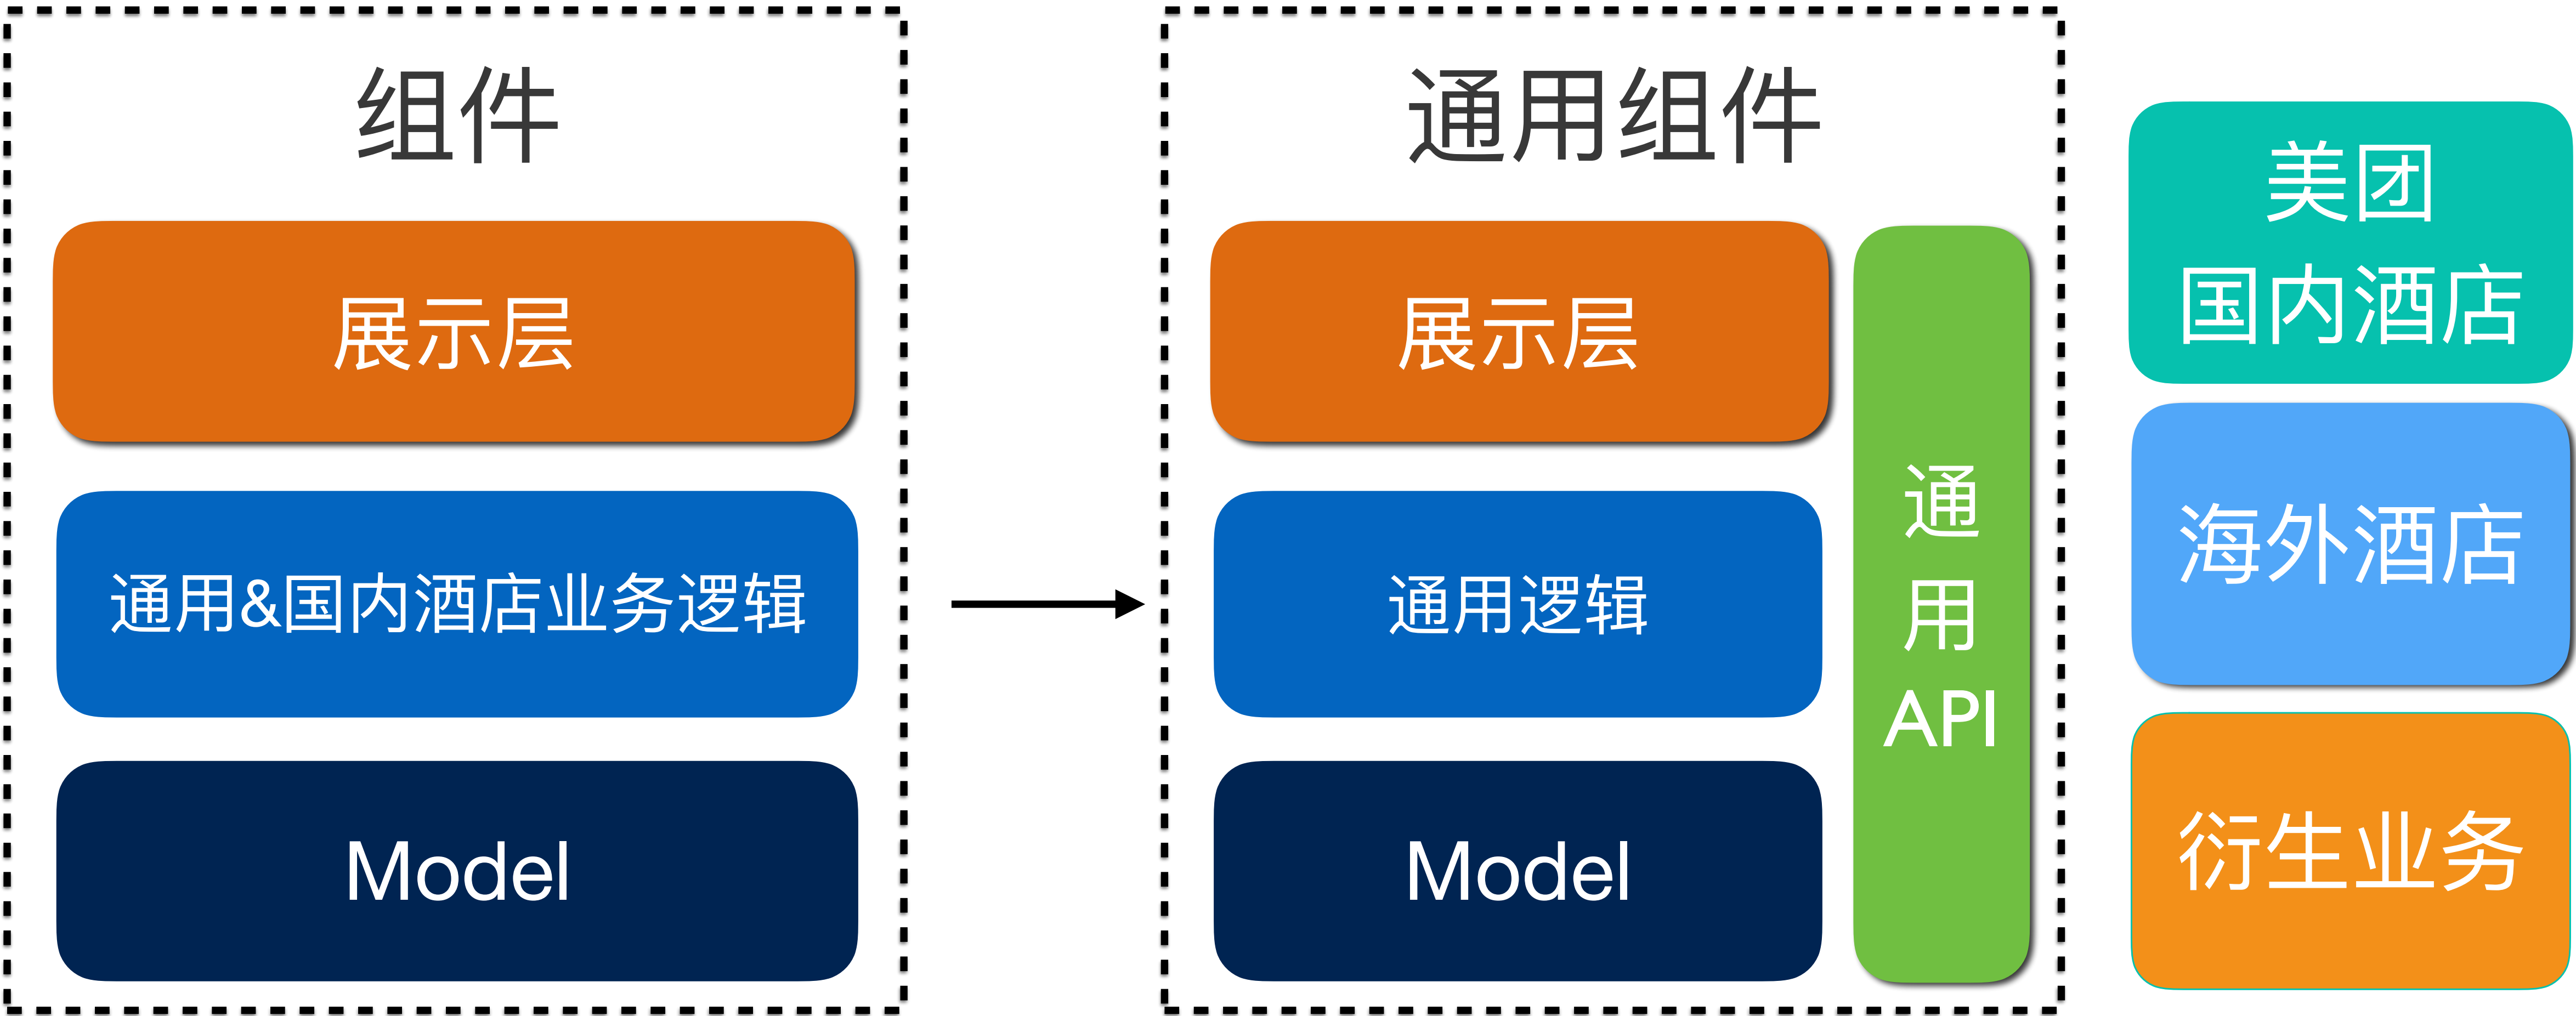 组件
展示层
通用&国内酒店业务逻辑
Model
通用组件
展示层
通用逻辑
Model
通
用
API
美团
国内酒店
海外酒店
衍生业务